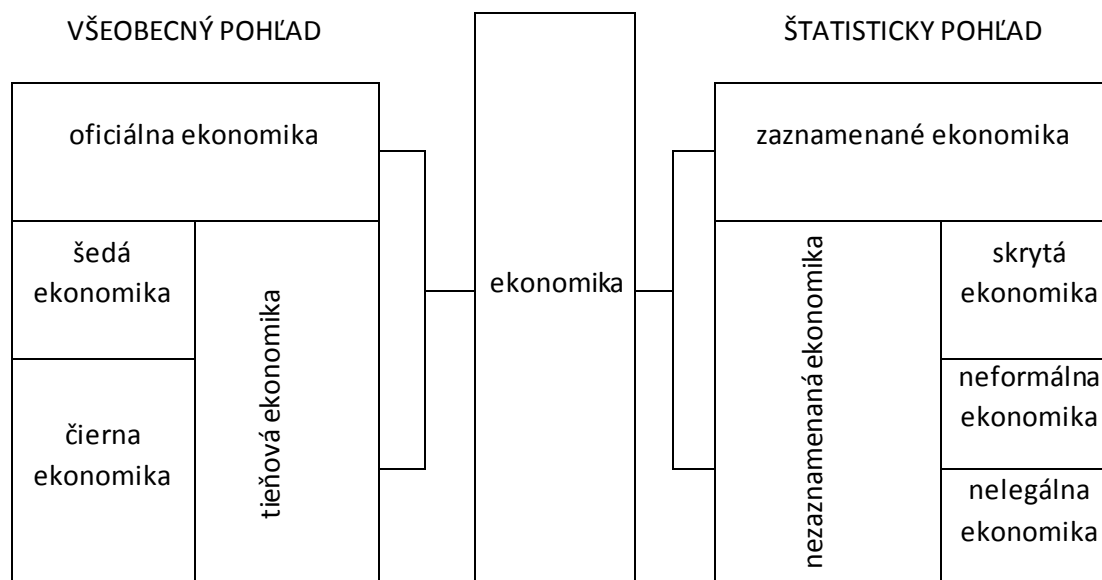 VŠEOBECNÝ POHĽAD
oficiálna ekonomika
šedá
ekonomika
čierna
ekonomika
tieňová ekonomika
ekonomika
ŠTATISTICKY POHĽAD
zaznamenané ekonomika
nezaznamenaná ekonomika
skrytá
ekonomika
neformálna
ekonomika
nelegálna
ekonomika